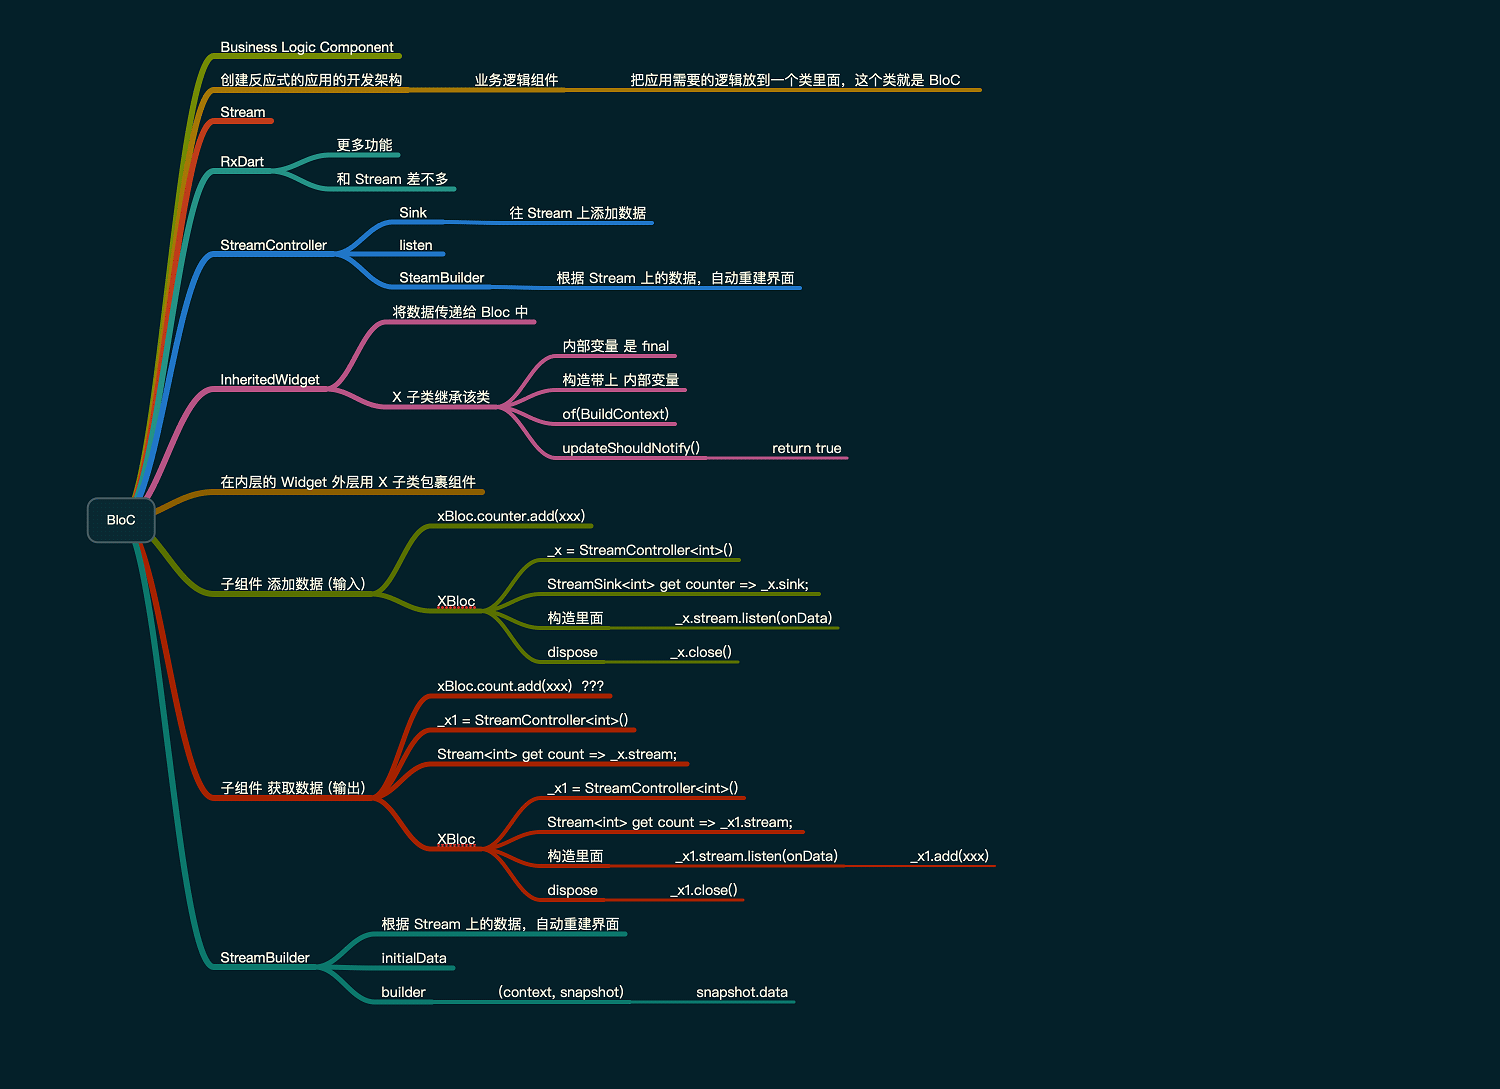 Business Logic Component
创建反应式的应用的开发架构 业务逻辑组件 把应用需要的逻辑放到一个类里面，这个类就是 BloC
Stream
更多功能
RxDart
和 Stream 差不多
Sink 往 Stream 上添加数据
StreamController listen
SteamBuilder 根据 Stream 上的数据，自动重建界面
将数据传递给 Bloc 中
内部变量 是 final
InheritedWidget 构造带上 内部变量
X 子类继承该类
of(BuildContext)
updateShouldNotify() return true
在内层的 Widget 外层用 X 子类包裹组件
BloC
xBloc.counter.add(xxx)
_x = StreamController<int>()
子组件 添加数据 (输入) StreamSink<int> get counter => _x.sink;
XBloc
构造里面 _x.stream.listen(onData)
dispose _x.close()
xBloc.count.add(xxx) ???
_x1 = StreamController<int>()
Stream<int> get count => _x.stream;
子组件 获取数据 (输出) _x1 = StreamController<int>()
Stream<int> get count => _x1.stream;
XBloc
构造里面 _x1.stream.listen(onData) _x1.add(xxx)
dispose _x1.close()
根据 Stream 上的数据，自动重建界面
StreamBuilder initialData
builder (context, snapshot) snapshot.data